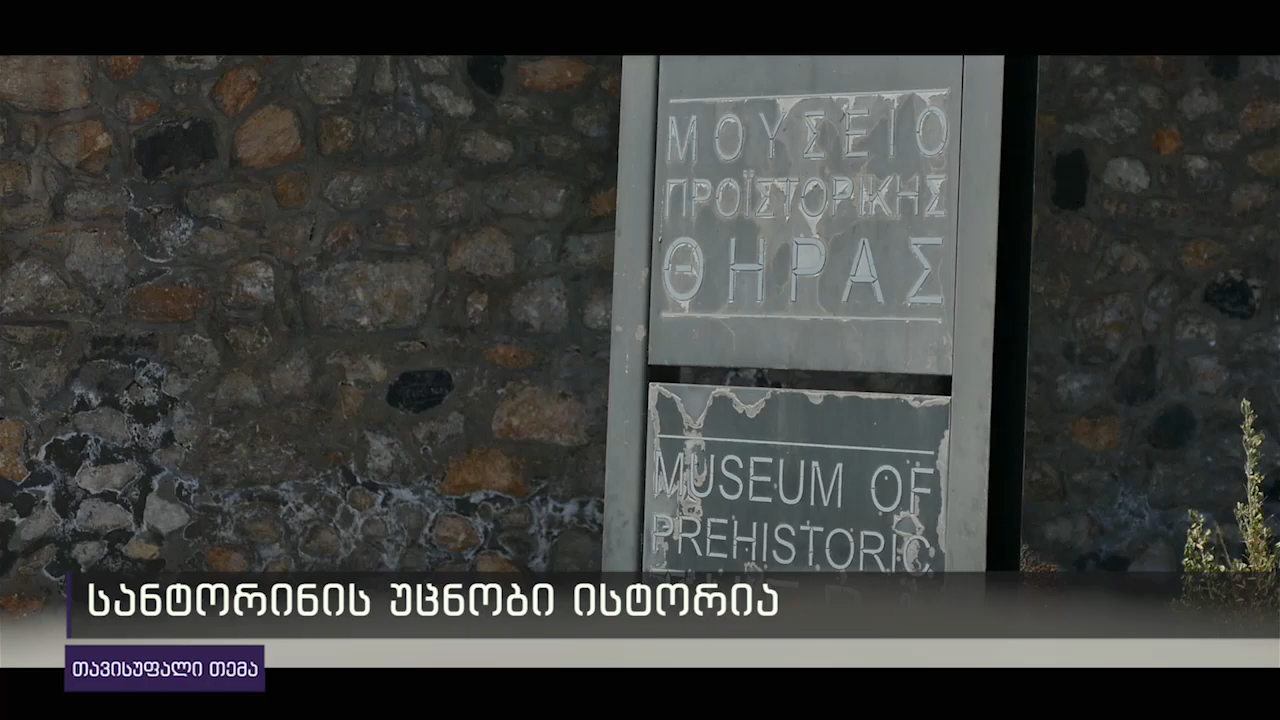 ΜΟΥΣΕΙΟ
ΠΡΟΪΣΤΟΡΙΚΗΣ
ΘΗΡΑΣ
MUSEUM OF
PREHISTORIC
ᲡᲐᲜᲢᲝᲠᲘᲜᲘᲡ ᲣᲪᲜᲝᲑᲘ ᲘᲡᲢᲝᲠᲘᲐ
ᲗᲐᲕᲘᲡᲣᲤᲐᲚᲘ ᲗᲔᲛᲐ